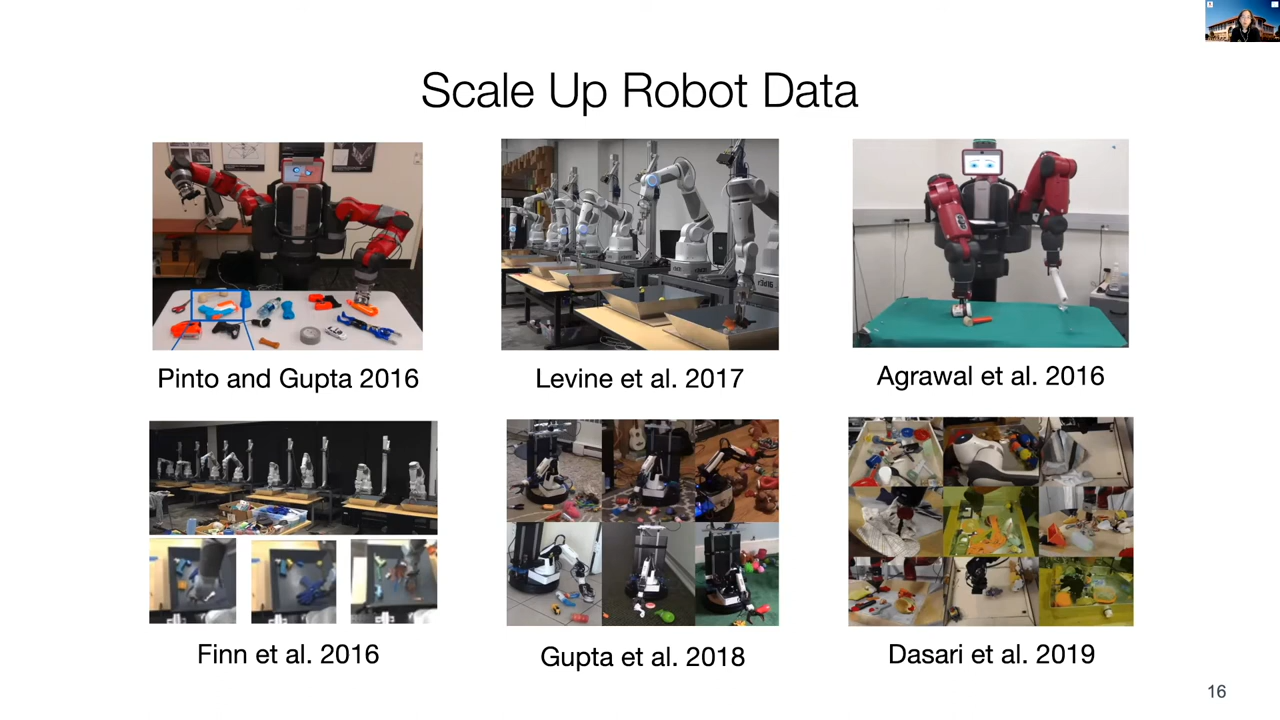 Scale Up Robot Data
Pinto and Gupta 2016
Levine et al. 2017
Agrawal et al. 2016
Finn et al. 2016
Gupta et al. 2018
Dasari et al. 2019
16